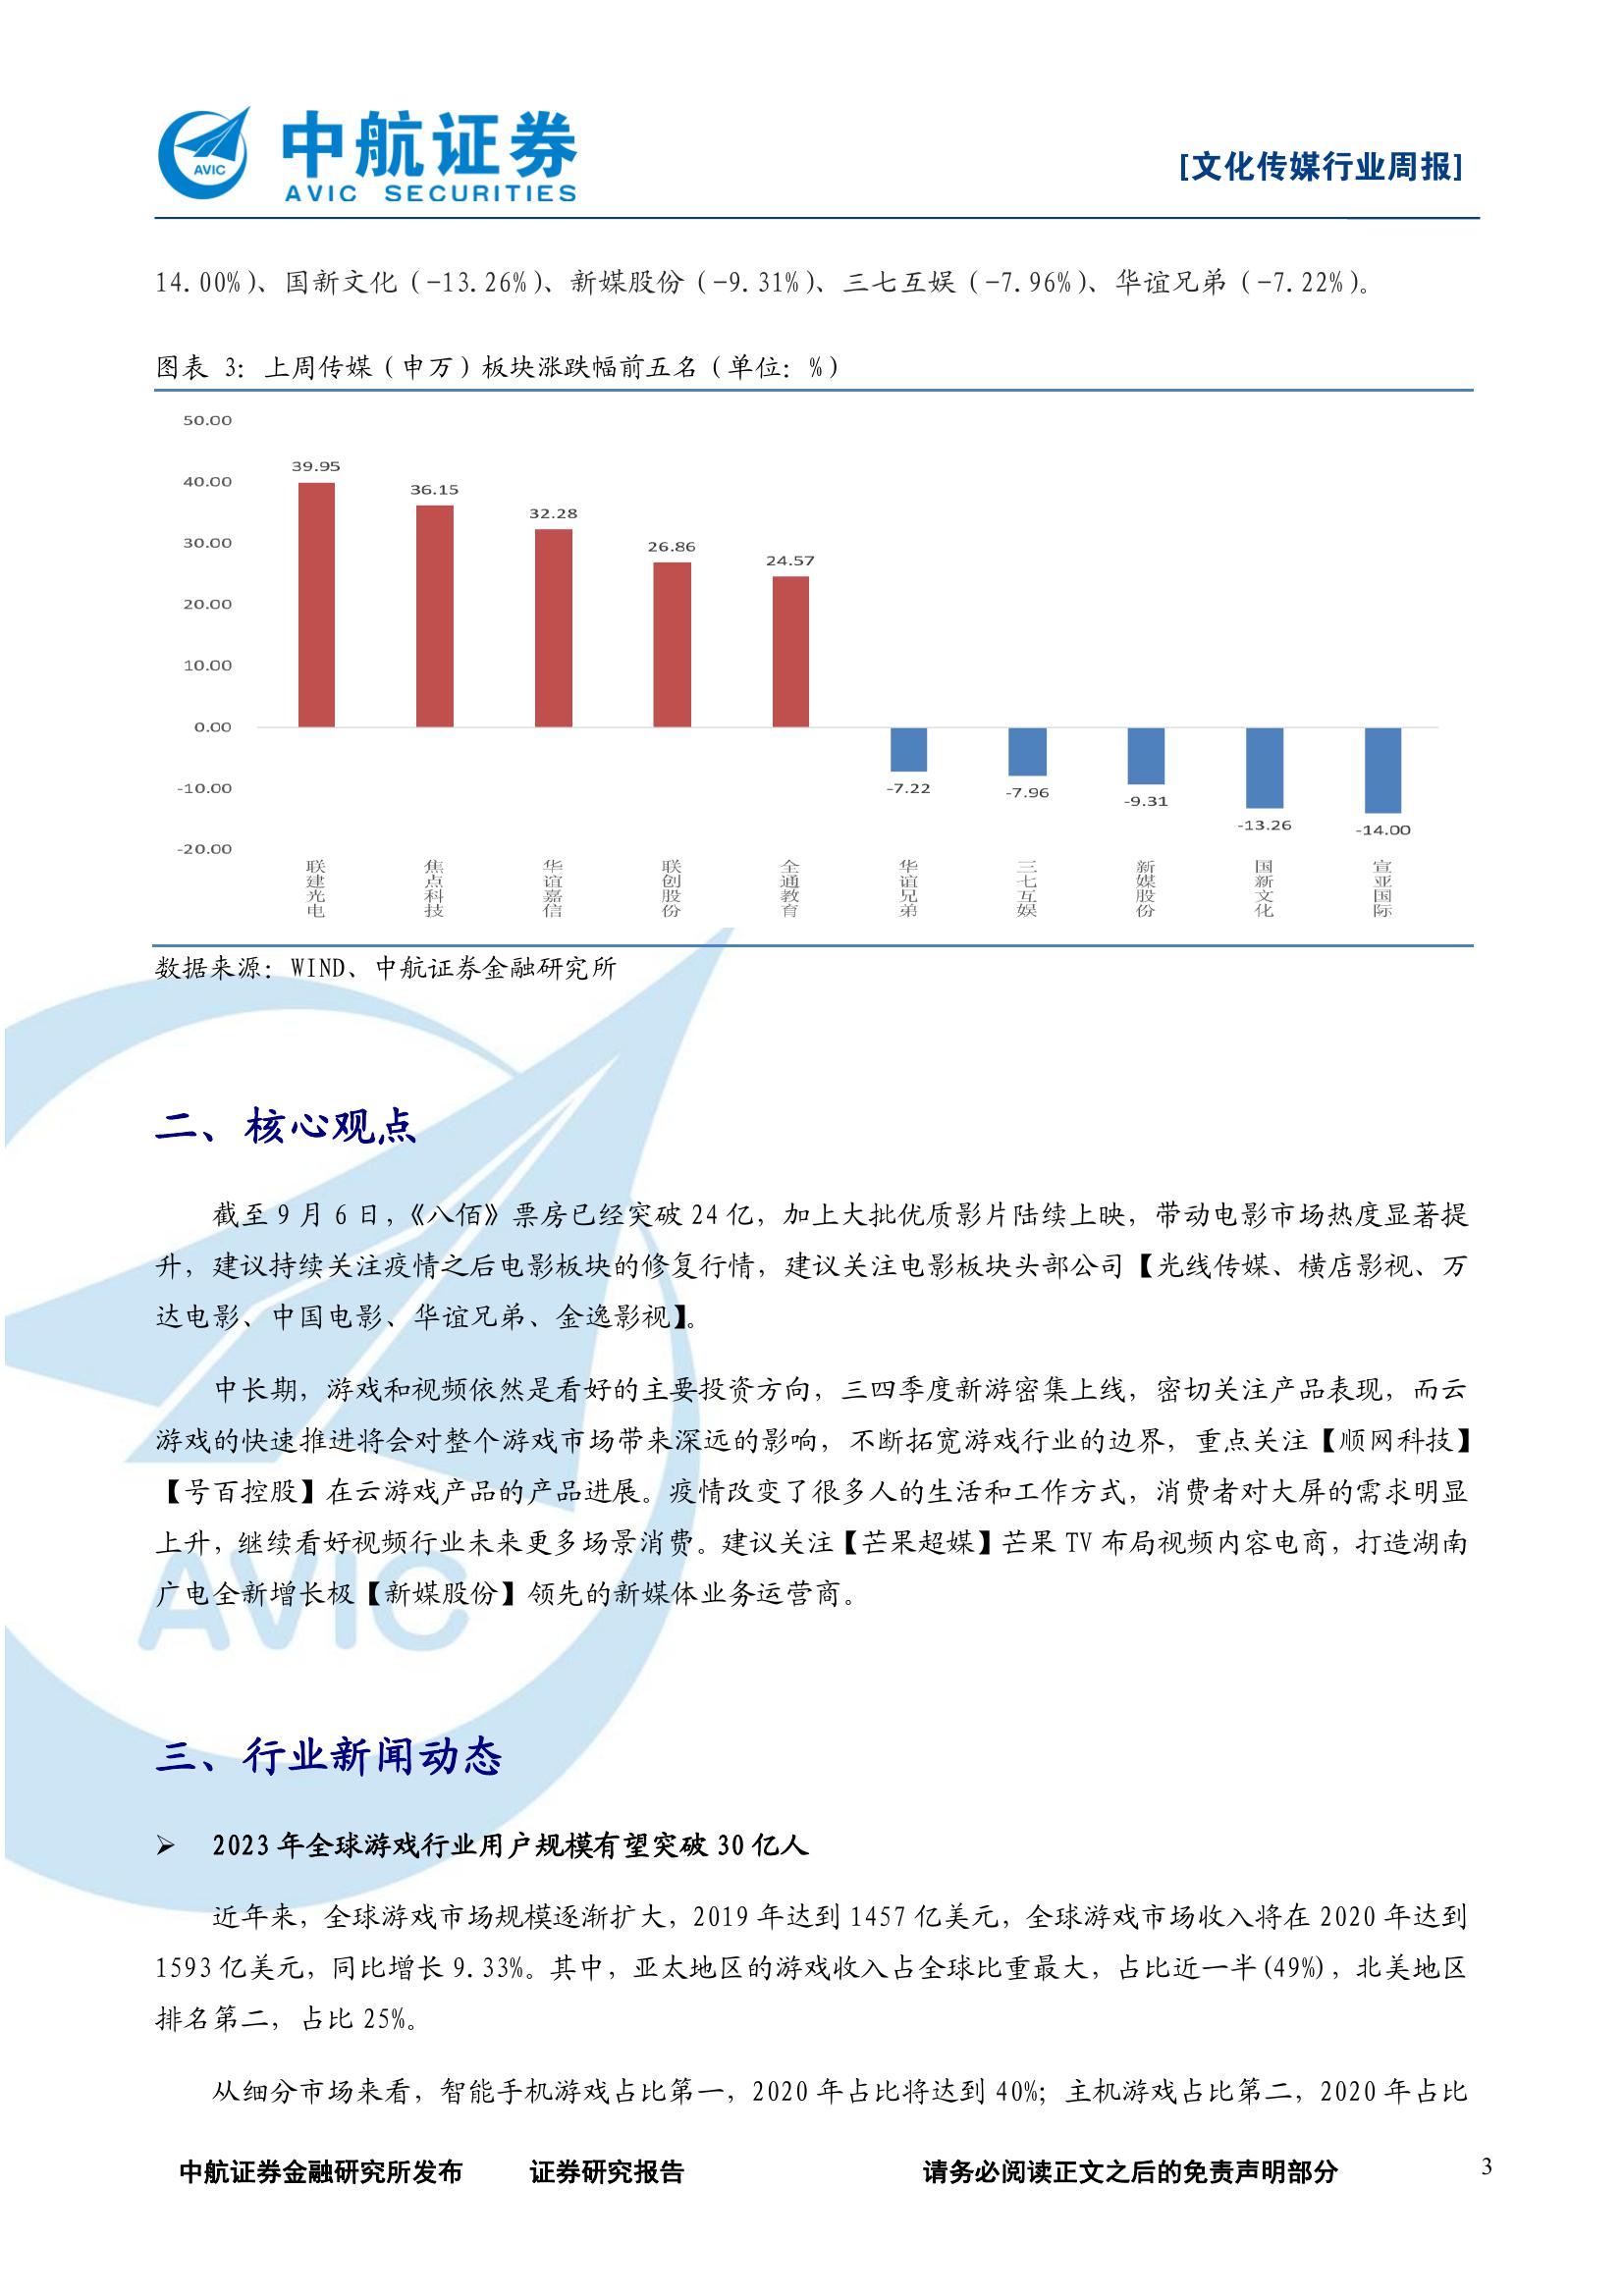 中航证券
AVIC SECURITIES
AVIC
[文化传媒行业周报]
14.00%)、国新文化（-13.26%)、新媒股份（-9.31%)、三七互娱（-7.96%)、华谊兄弟（-7.22%)。
图表 3：上周传媒（申万）板块涨跌幅前五名（单位：%）
50.00
40.00
30.00
20.00
10.00
0.00
-10.00
-20.00
39.95
36.15
32.28
26.86
24.57
-7.22
-7.96
-9.31
-13.26
-14.00
联建光电
焦点科技
华谊嘉信
联创股份
全通教育
华谊兄弟
三七互娱
新媒股份
国新文化
宣亚国际
数据来源：WIND、中航证券金融研究所
二、核心观点
截至 9 月 6 日，《八佰》票房已经突破 24 亿，加上大批优质影片陆续上映，带动电影市场热度显著提
升，建议持续关注疫情之后电影板块的修复行情，建议关注电影板块头部公司【光线传媒、横店影视、万
达电影、中国电影、华谊兄弟、金逸影视】。
中长期，游戏和视频依然是看好的主要投资方向，三四季度新游密集上线，密切关注产品表现，而云
游戏的快速推进将会对整个游戏市场带来深远的影响，不断拓宽游戏行业的边界，重点关注【顺网科技】
【号百控股】在云游戏产品的产品进展。疫情改变了很多人的生活和工作方式，消费者对大屏的需求明显
上升，继续看好视频行业未来更多场景消费。建议关注【芒果超媒】芒果 TV 布局视频内容电商，打造湖南
广电全新增长极【新媒股份】领先的新媒体业务运营商。
AVIC
三、行业新闻动态
➢ 2023 年全球游戏行业用户规模有望突破 30 亿人
近年来，全球游戏市场规模逐渐扩大，2019 年达到 1457 亿美元，全球游戏市场收入将在 2020 年达到
1593 亿美元，同比增长 9.33%。其中，亚太地区的游戏收入占全球比重最大，占比近一半(49%)，北美地区
排名第二，占比 25%。
从细分市场来看，智能手机游戏占比第一，2020 年占比将达到 40%；主机游戏占比第二，2020 年占比
中航证券金融研究所发布 证券研究报告 请务必阅读正文之后的免责声明部分 3